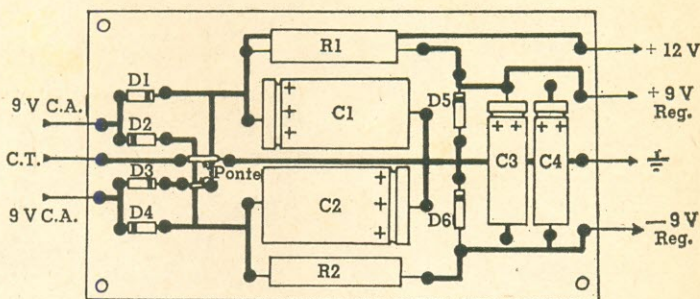 R1
+ 12 V
D1
9 V C.A.
C1
D5
+ 9 V
Reg.
D2
C.T.
D3
Ponte
C3
C4
9 V C.A.
D4
C2
D6
— 9 V
Reg.
R2